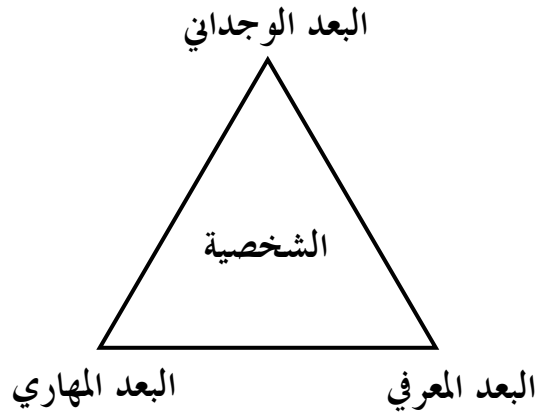 البعد الوجداني
الشخصية
البعد المعرفي
البعد المهاري